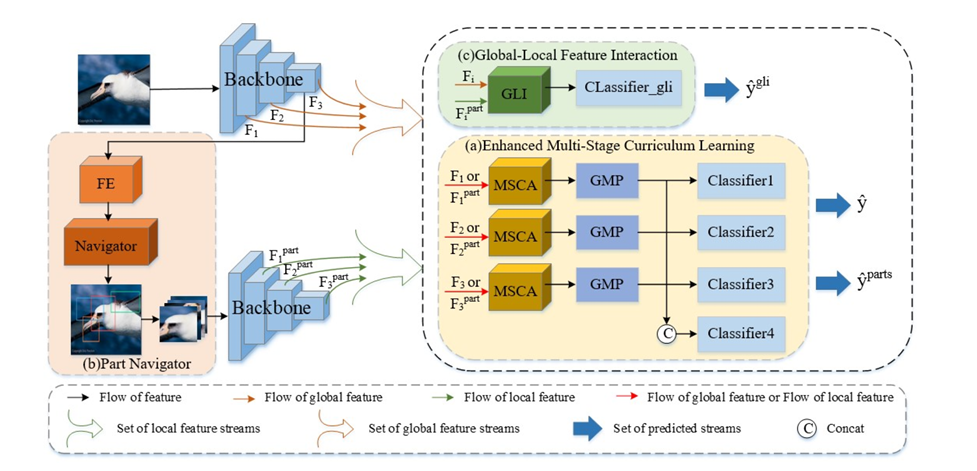 Backbone
F1
F2
F3
FE
Navigator
(b)Part Navigator
F1part
F2part
F3part
Backbone
(c)Global-Local Feature Interaction
Fi
Fipart
GLI
CLassifier_gli
ŷgli
(a)Enhanced Multi-Stage Curriculum Learning
F1 or
F1part
MSCA
GMP
Classifier1
F2 or
F2part
MSCA
GMP
Classifier2
F3 or
F3part
MSCA
GMP
Classifier3
C
Classifier4
ŷ
ŷparts
Flow of feature
Flow of global feature
Flow of local feature
Flow of global feature or Flow of local feature
Set of local feature streams
Set of global feature streams
Set of predicted streams
C
Concat